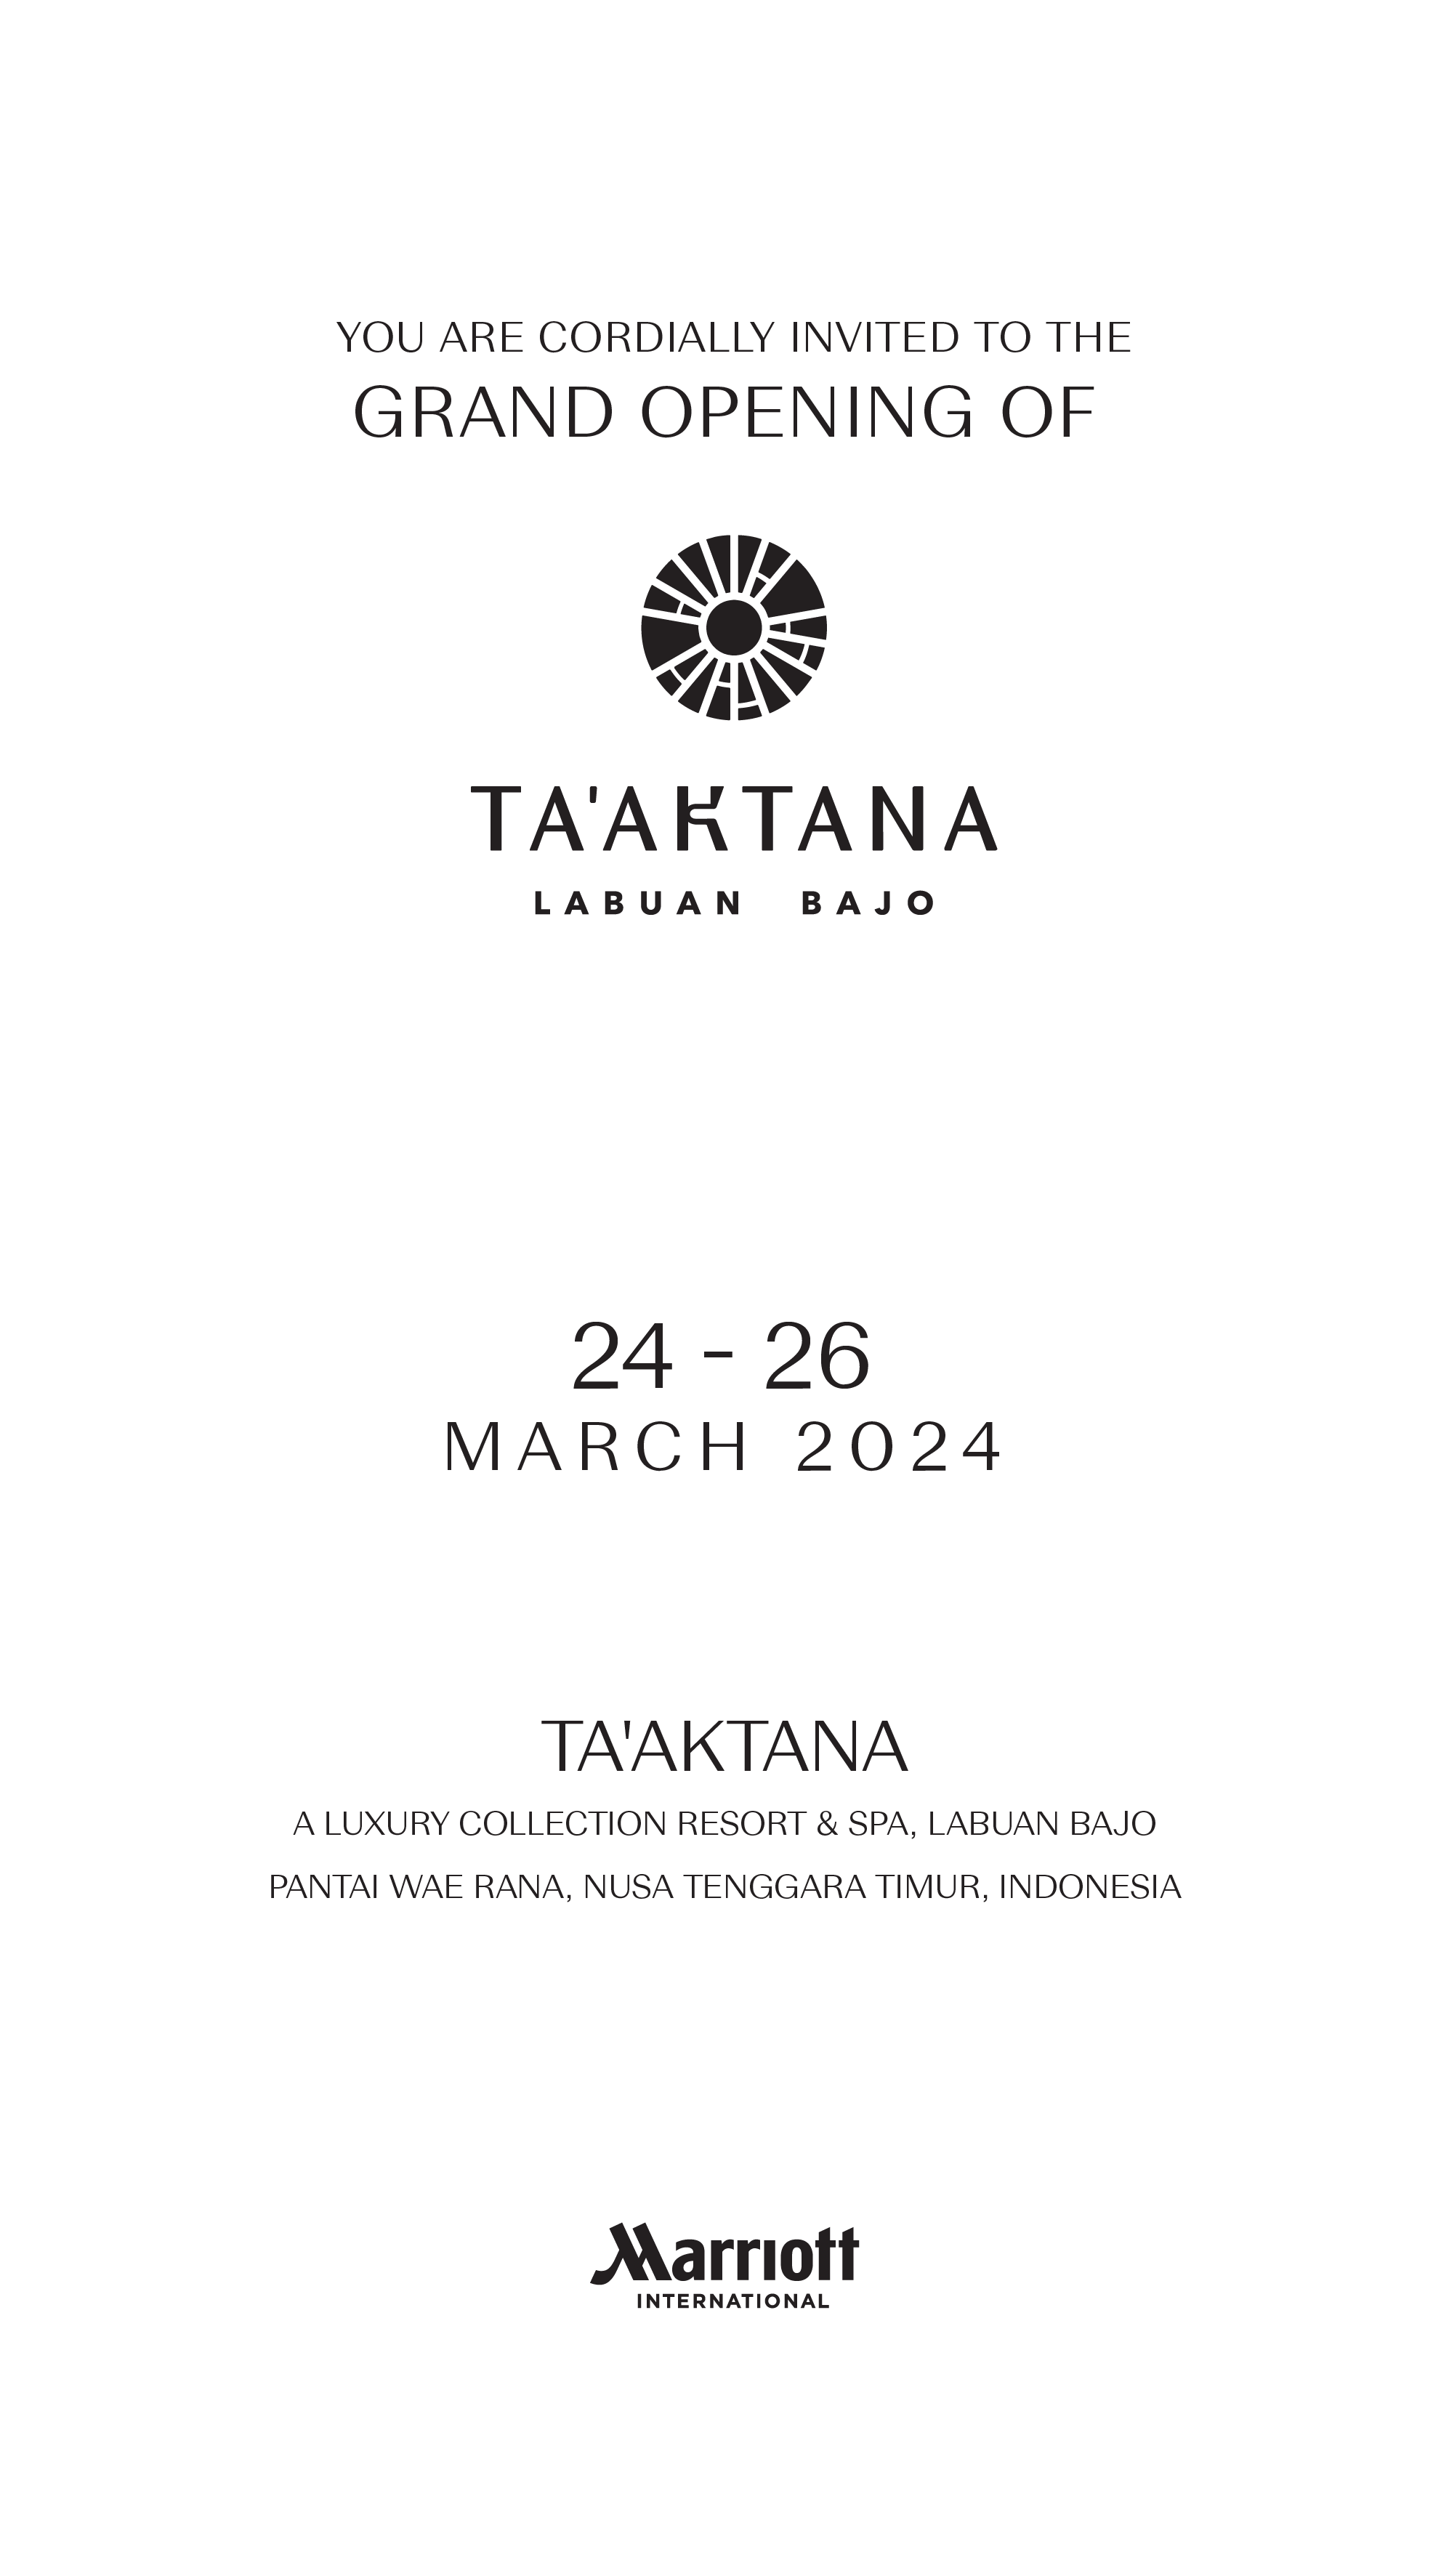 YOU ARE CORDIALLY INVITED TO THE
GRAND OPENING OF
TA'AKTANA
LABUAN BAJO
24 - 26
MARCH 2024
TA'AKTANA
A LUXURY COLLECTION RESORT & SPA, LABUAN BAJO
PANTAI WAE RANA, NUSA TENGGARA TIMUR, INDONESIA
Marriott
INTERNATIONAL